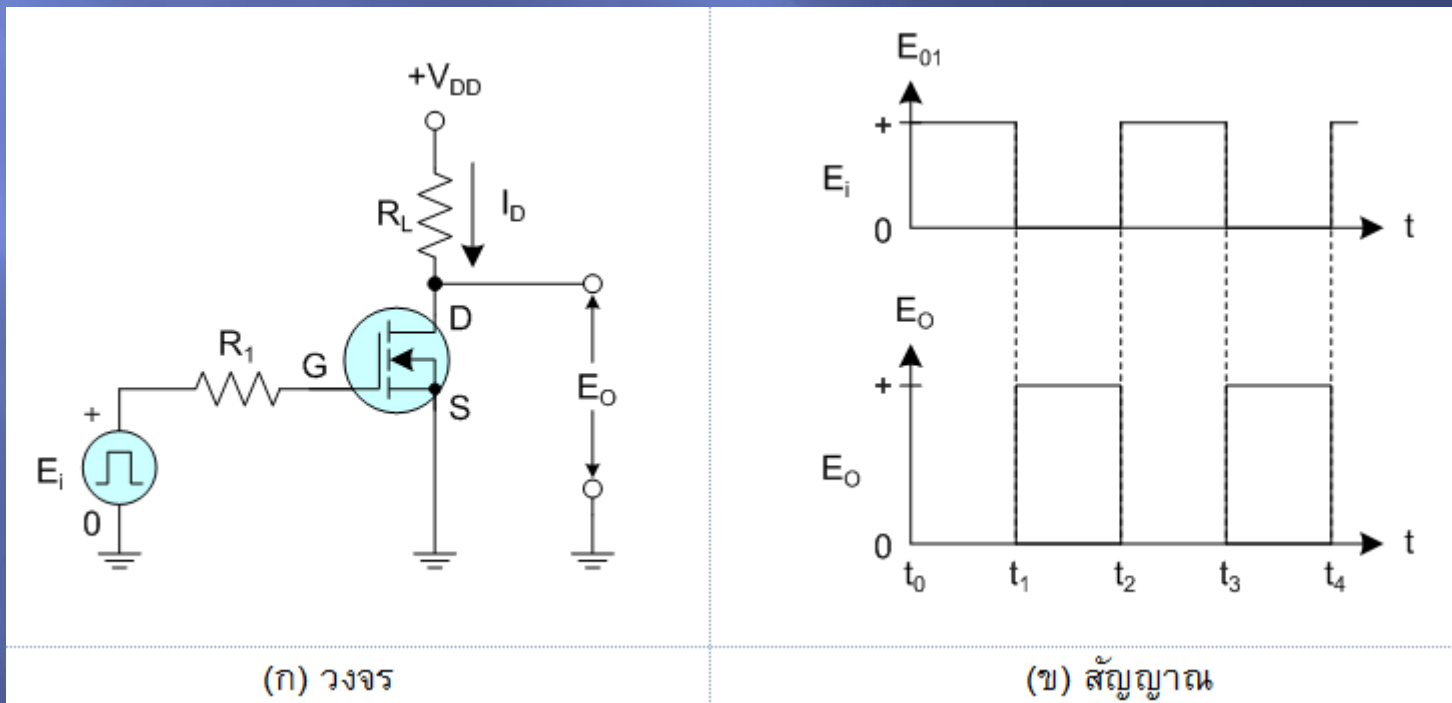 +V_DD
R_L
I_D
D
R_1
G
S
E_O
+
E_i
0
(ก) วงจร
E_01
+
E_i
0
t
E_O
+
E_O
0
t
t_0 t_1 t_2 t_3 t_4
(ข) สัญญาณ